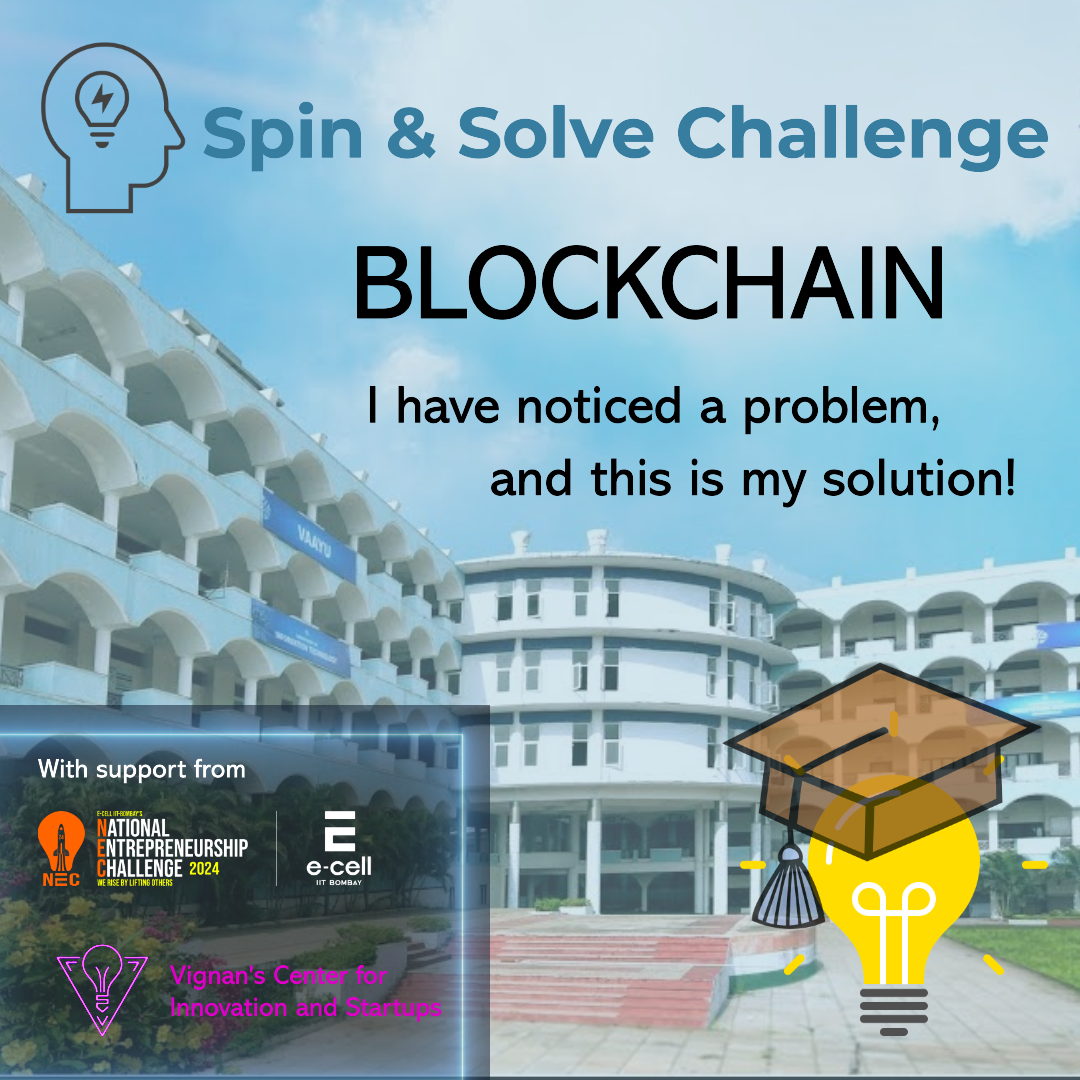 Spin & Solve Challenge
BLOCKCHAIN
I have noticed a problem,
and this is my solution!
VAAYU
INFORMATION TECHNOLOGY
With support from
E-CELL IIT-BOMBAY'S
NATIONAL
ENTREPRENEURSHIP
CHALLENGE 2024
WE RISE BY LIFTING OTHERS
NEC
e-cell
IIT BOMBAY
Vignan's Center for
Innovation and Startups